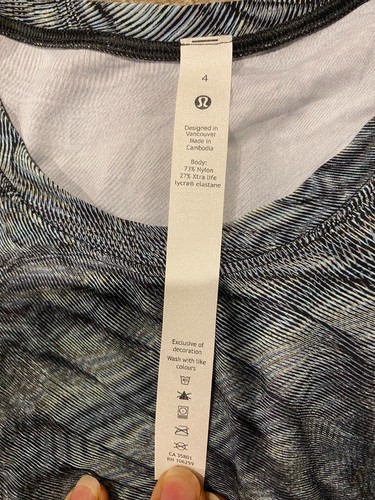 4
Designed in
Vancouver
Made in
Cambodia
Body:
73% Nylon
27% Xtra life
lycra® elastane
Exclusive of
decoration
Wash with like
colours
CA 35801
RN 106259